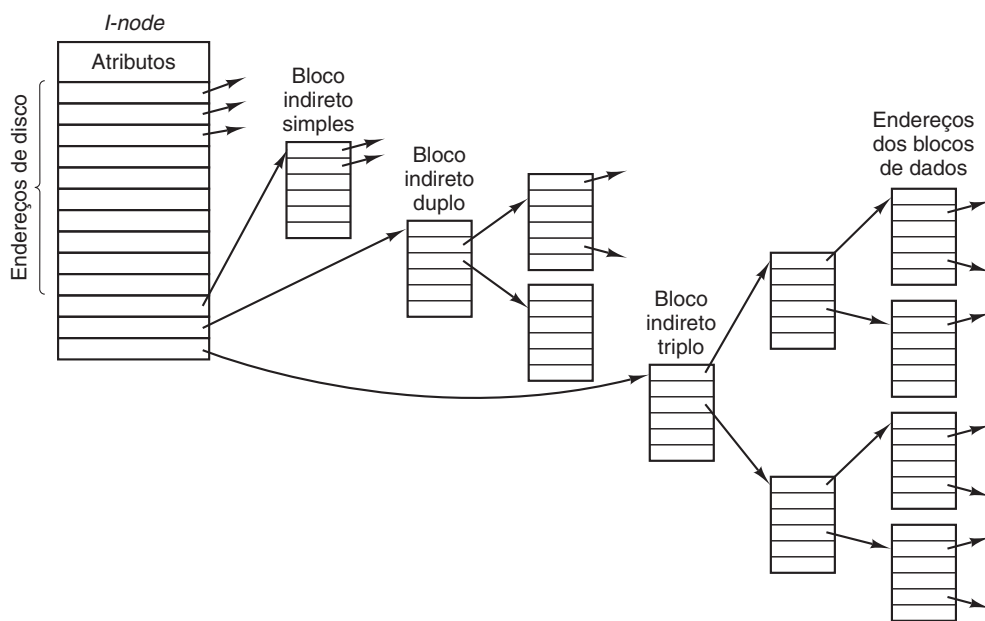 I-node
Atributos
Endereços de disco
Bloco
indireto
simples
Bloco
indireto
duplo
Bloco
indireto
triplo
Endereços
dos blocos
de dados